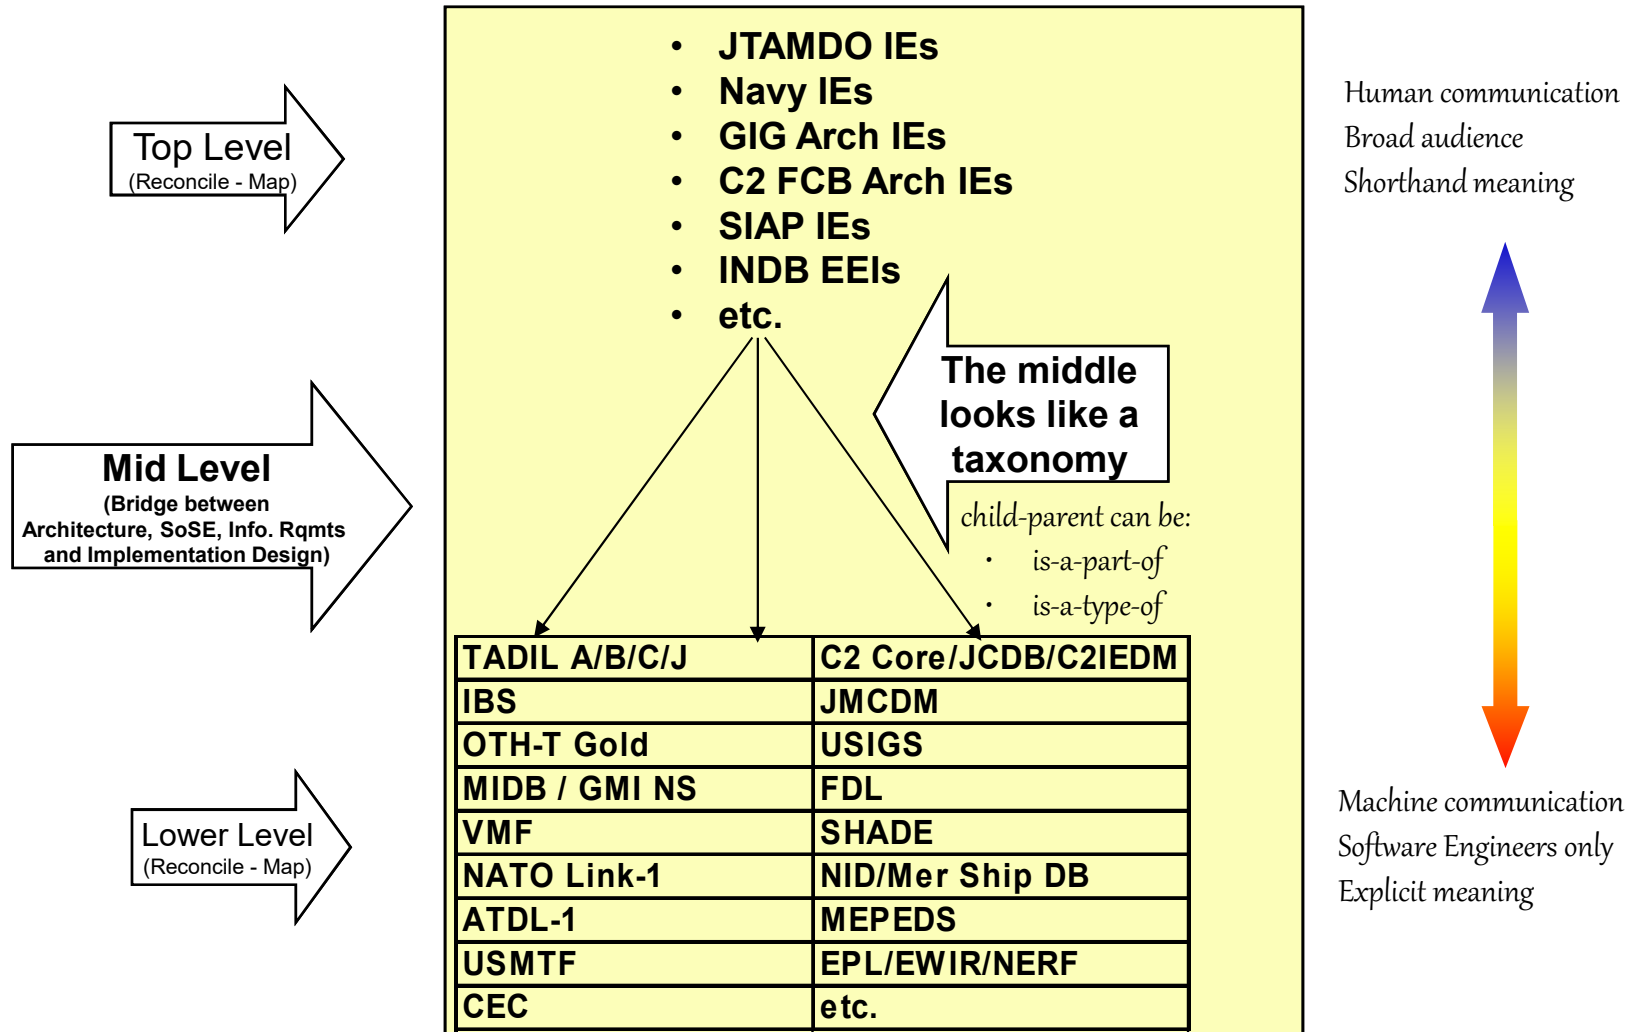 • JTAMDO IEs
• Navy IEs
• GIG Arch IEs
• C2 FCB Arch IEs
• SIAP IEs
• INDB EEIs
• etc.
Top Level
(Reconcile - Map)
Human communication
Broad audience
Shorthand meaning
The middle
looks like a
taxonomy
Mid Level
(Bridge between
Architecture, SoSE, Info. Rqmts
and Implementation Design)
child-parent can be:
• is-a-part-of
• is-a-type-of
TADIL A/B/C/J C2 Core/JCDB/C2IEDM
IBS JMCDM
OTH-T Gold USIGS
MIDB / GMI NS FDL
VMF SHADE
NATO Link-1 NID/Mer Ship DB
ATDL-1 MEPEDS
USMTF EPL/EWIR/NERF
CEC etc.
Lower Level
(Reconcile - Map)
Machine communication
Software Engineers only
Explicit meaning